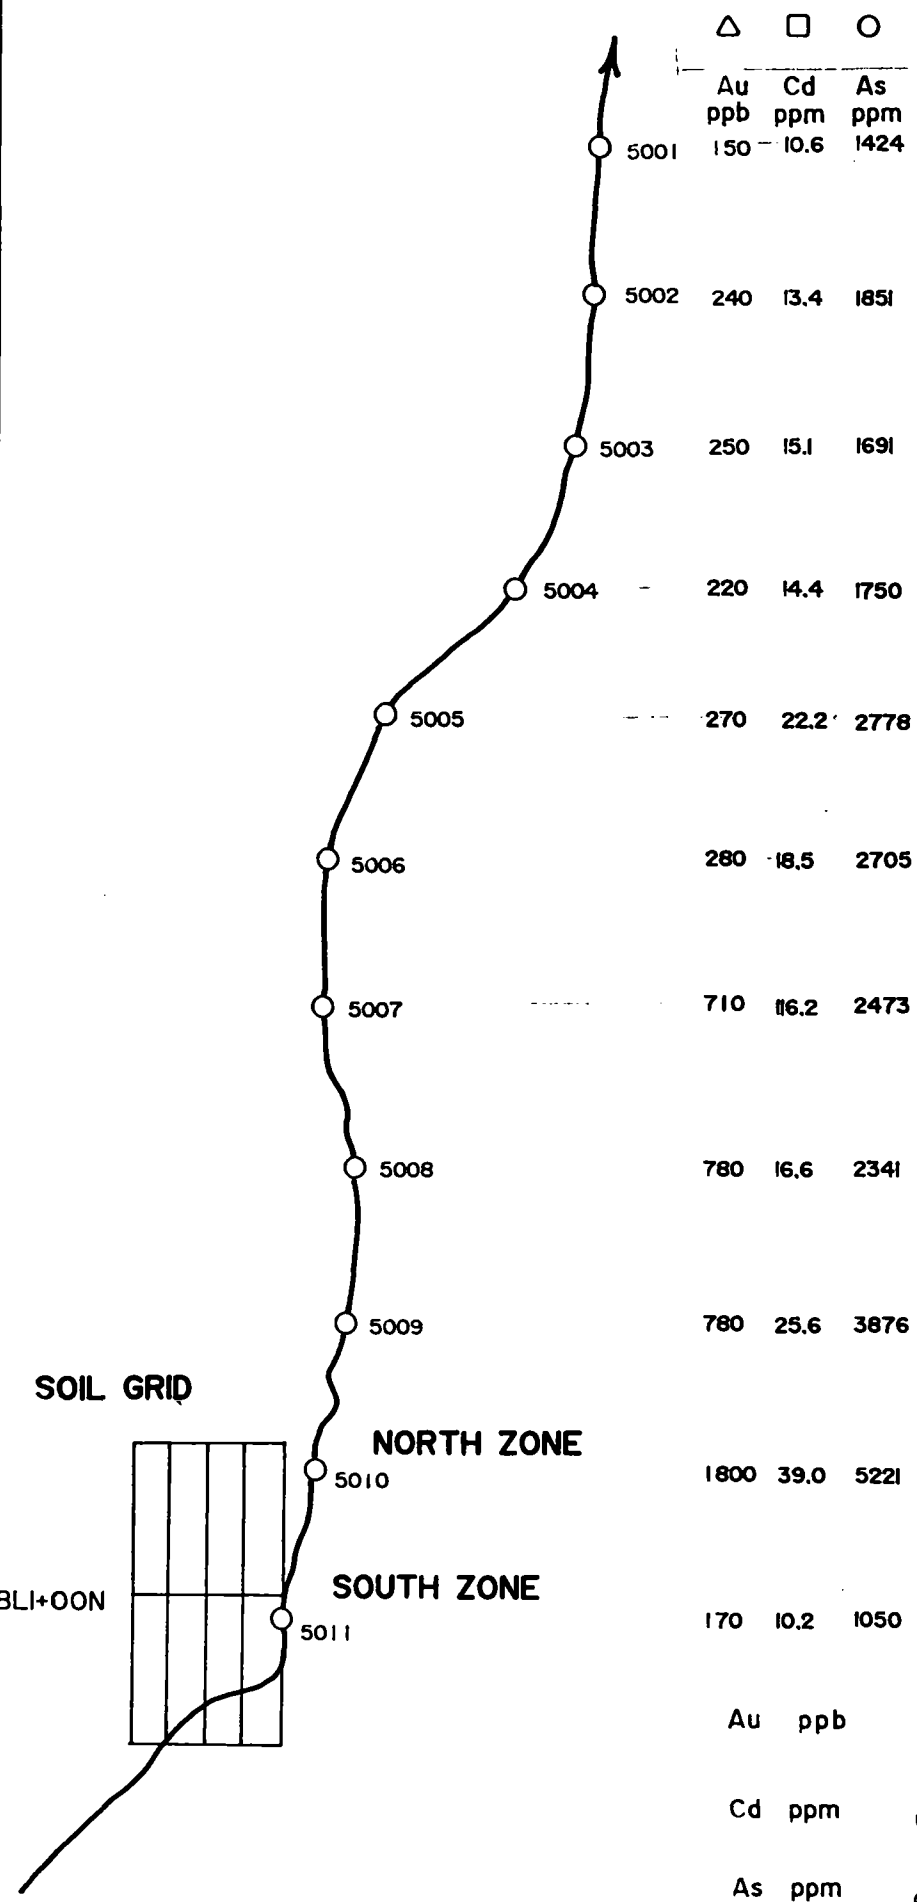 Au Cd As
ppb ppm ppm
5001 150 10.6 1424
5002 240 13.4 1851
5003 250 15.1 1691
5004 220 14.4 1750
5005 270 22.2 2778
5006 280 18.5 2705
5007 710 16.2 2473
5008 780 16.6 2341
5009 780 25.6 3876
SOIL GRID
NORTH ZONE
5010 1800 39.0 5221
SOUTH ZONE
BL1+00N
5011 170 10.2 1050
Au ppb
Cd ppm
As ppm